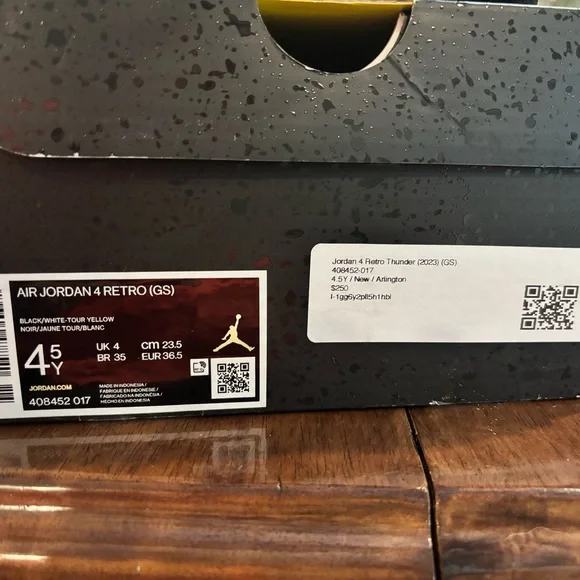 AIR JORDAN 4 RETRO (GS)
BLACK/WHITE-TOUR YELLOW
NOIR/JAUNE TOUR/BLANC
4 5 Y
UK 4 cm 23.5
BR 35 EUR 36.5
JORDAN.COM
408452 017
MADE IN INDONESIA /
FABRIQUE EN INDONESIE /
FABRICADO NA INDONESIA /
HECHO EN INDONESIA
Jordan 4 Retro Thunder (2023) (GS)
408452-017
4.5Y / New / Arlington
$250